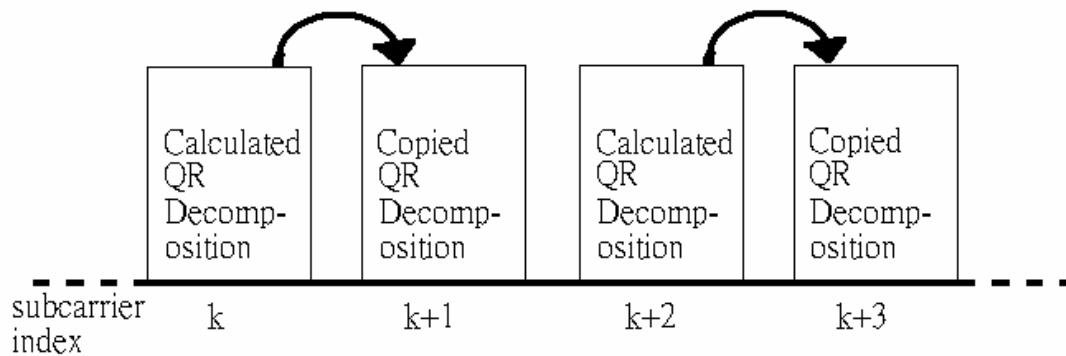 Calculated
QR
Decomp-
osition
Copied
QR
Decomp-
osition
Calculated
QR
Decomp-
osition
Copied
QR
Decomp-
osition
subcarrier
index
k
k+1
k+2
k+3